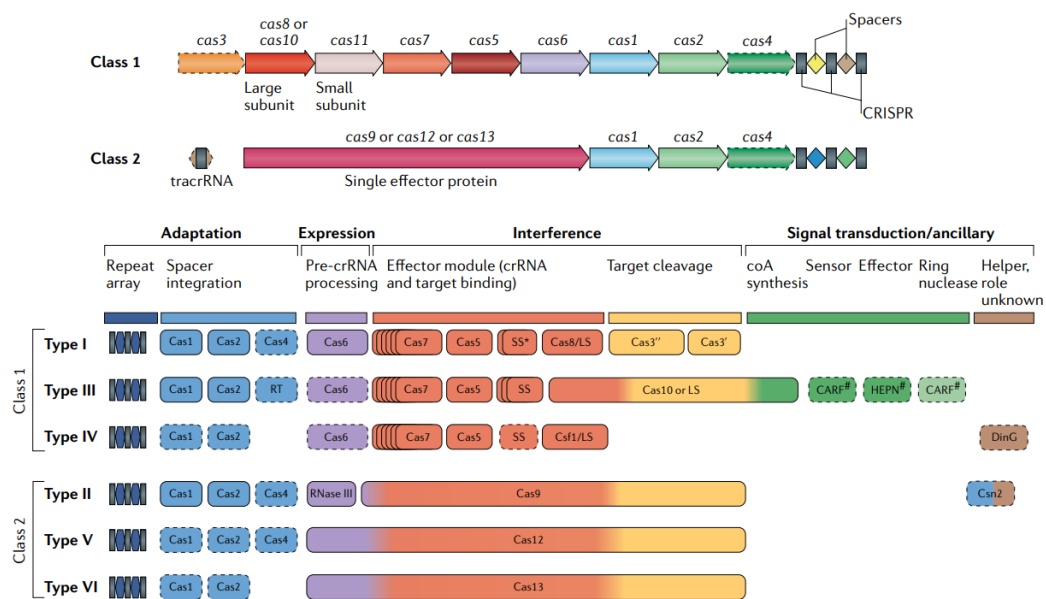 cas8 or
cas3 cas10 cas11 cas7 cas5 cas6 cas1 cas2 cas4 Spacers
Class 1
Large subunit Small subunit
CRISPR
cas9 or cas12 or cas13 cas1 cas2 cas4
Class 2
tracrRNA Single effector protein
Adaptation Expression Interference Signal transduction/ancillary
Repeat Spacer Pre-crRNA Effector module (crRNA Target cleavage coA Sensor Effector Ring Helper,
array integration processing and target binding) synthesis nuclease role
unknown
Class 1
Type I Cas1 Cas2 Cas4 Cas6 Cas7 Cas5 SS* Cas8/LS Cas3″ Cas3′
Type III Cas1 Cas2 RT Cas6 Cas7 Cas5 SS Cas10 or LS CARF# HEPN# CARF#
Type IV Cas1 Cas2 Cas6 Cas7 Cas5 SS Csf1/LS DinG
Class 2
Type II Cas1 Cas2 Cas4 RNase III Cas9 Csn2
Type V Cas1 Cas2 Cas4 Cas12
Type VI Cas1 Cas2 Cas13